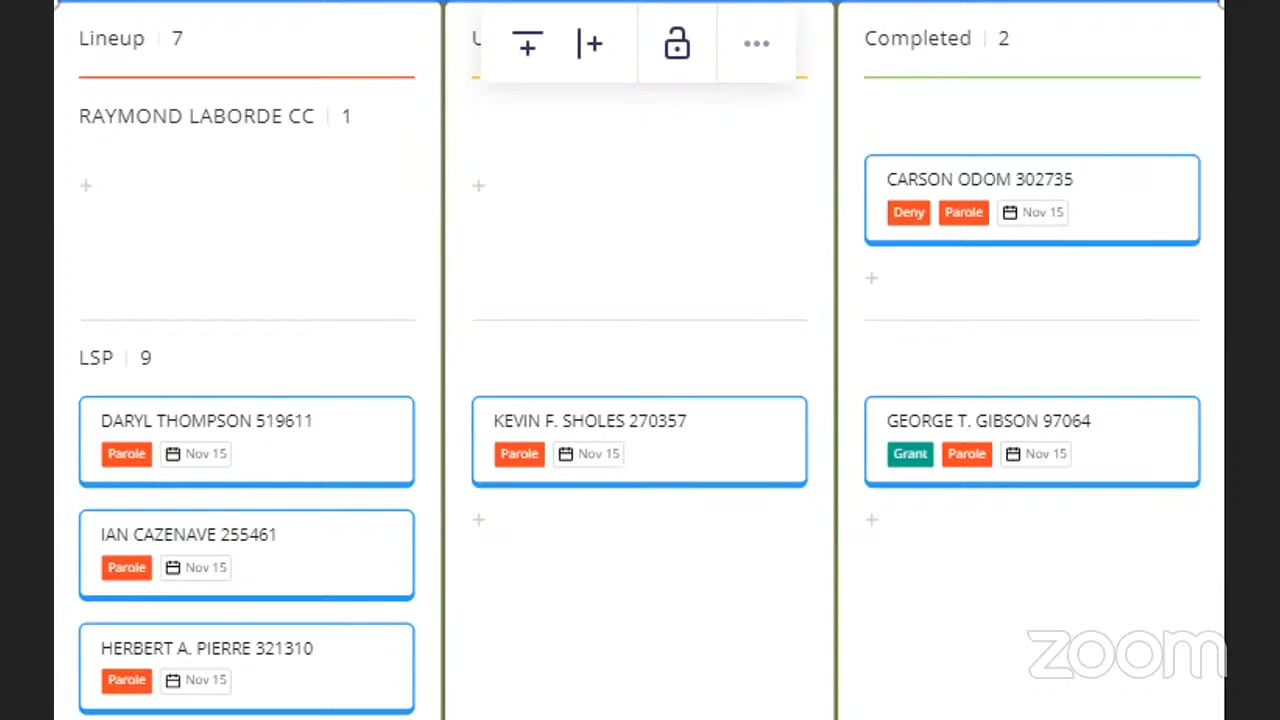 Lineup 7
U
Completed 2
RAYMOND LABORDE CC 1
CARSON ODOM 302735
Deny Parole Nov 15
LSP 9
DARYL THOMPSON 519611
Parole Nov 15
KEVIN F. SHOLES 270357
Parole Nov 15
GEORGE T. GIBSON 97064
Grant Parole Nov 15
IAN CAZENAVE 255461
Parole Nov 15
HERBERT A. PIERRE 321310
Parole Nov 15
zoom